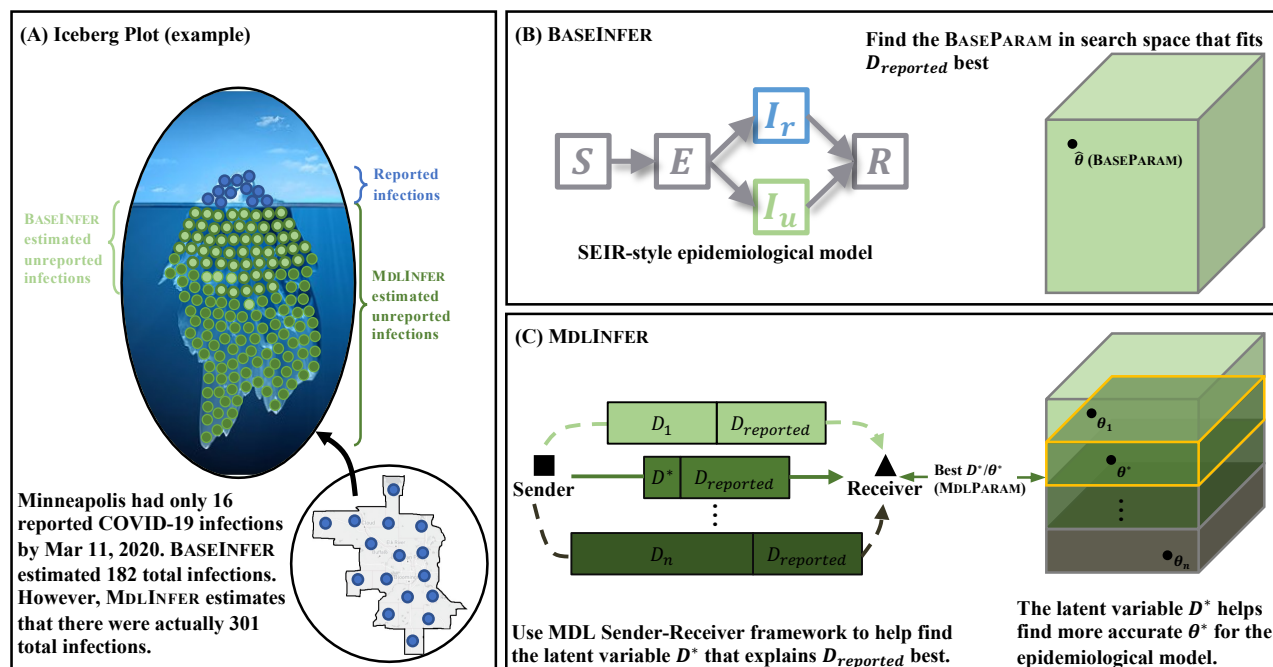 (A) Iceberg Plot (example)
Reported
infections
BASEINFER
estimated
unreported
infections
MDLINFER
estimated
unreported
infections
Minneapolis had only 16
reported COVID-19 infections
by Mar 11, 2020. BASEINFER
estimated 182 total infections.
However, MDLINFER estimates
that there were actually 301
total infections.
(B) BASEINFER
Find the BASEPARAM in search space that fits
D_reported best
S
E
I_r
I_u
R
SEIR-style epidemiological model
θ̂ (BASEPARAM)
(C) MDLINFER
D_1 D_reported
Sender
D* D_reported
Receiver
⋮
D_n D_reported
Best D*/θ*
(MDLPARAM)
θ_1
θ*
⋮
θ_n
Use MDL Sender-Receiver framework to help find
the latent variable D* that explains D_reported best.
The latent variable D* helps
find more accurate θ* for the
epidemiological model.